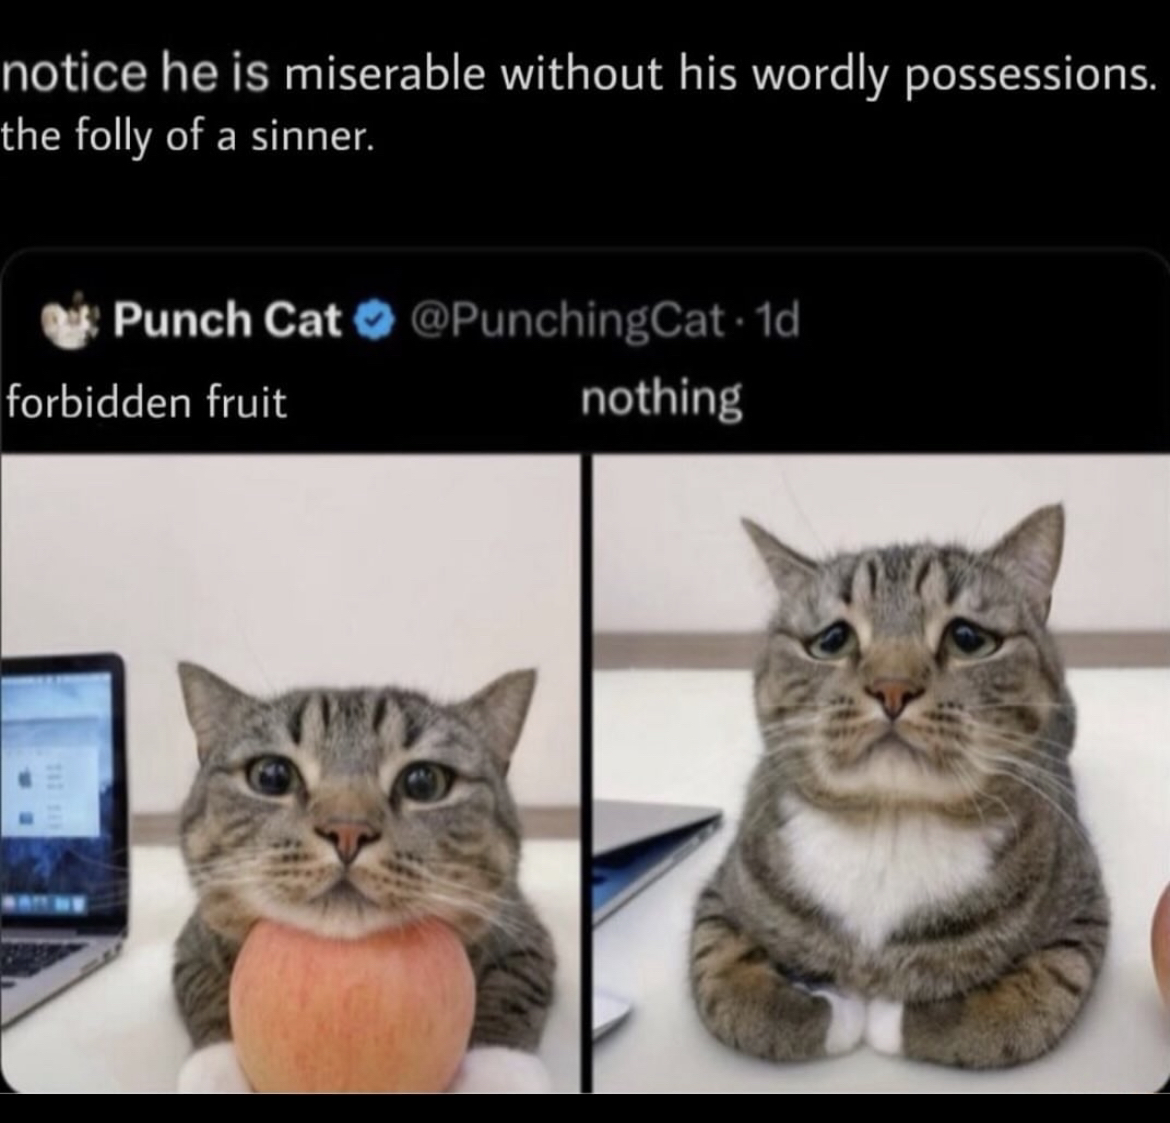 notice he is miserable without his wordly possessions.
the folly of a sinner.
Punch Cat @PunchingCat · 1d
forbidden fruit
nothing